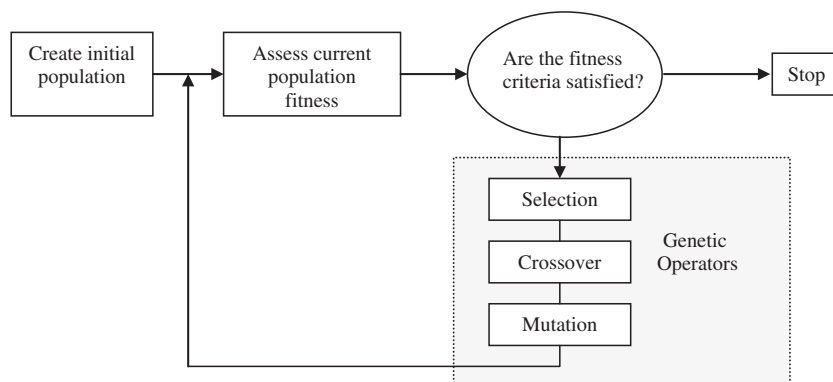 Create initial
population
Assess current
population
fitness
Are the fitness
criteria satisfied?
Stop
Selection
Crossover
Mutation
Genetic
Operators